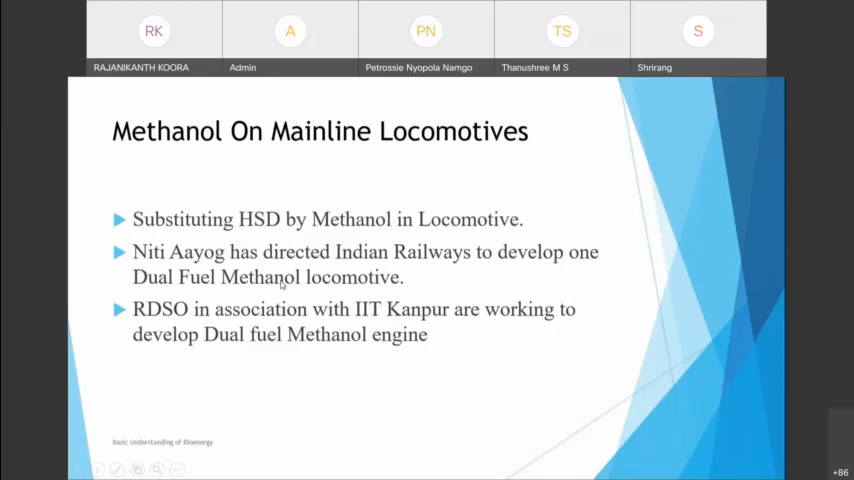 RK
A
PN
TS
S
RAJANIKANTH KOORA
Admin
Petrossie Nyopola Namgo
Thanushree M S
Shrirang
Methanol On Mainline Locomotives
Substituting HSD by Methanol in Locomotive.
Niti Aayog has directed Indian Railways to develop one
Dual Fuel Methanol locomotive.
RDSO in association with IIT Kanpur are working to
develop Dual fuel Methanol engine
Basic Understanding of Bioenergy
+86